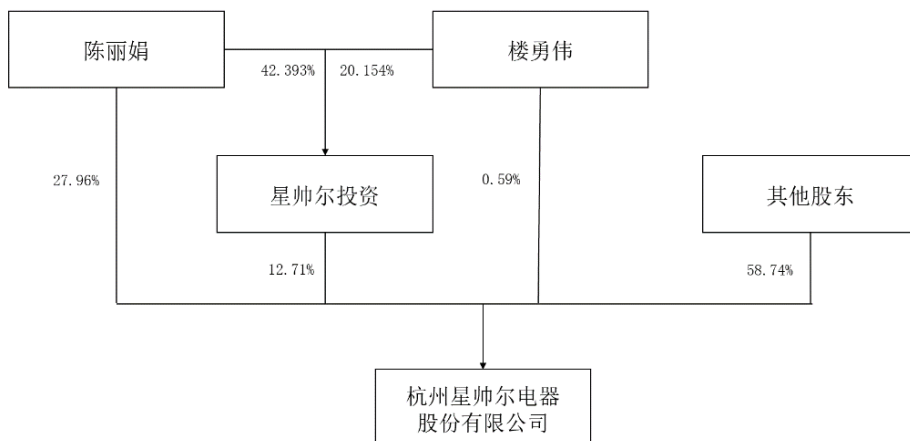 陈丽娟
楼勇伟
42.393%
20.154%
27.96%
星帅尔投资
0.59%
其他股东
12.71%
58.74%
杭州星帅尔电器
股份有限公司